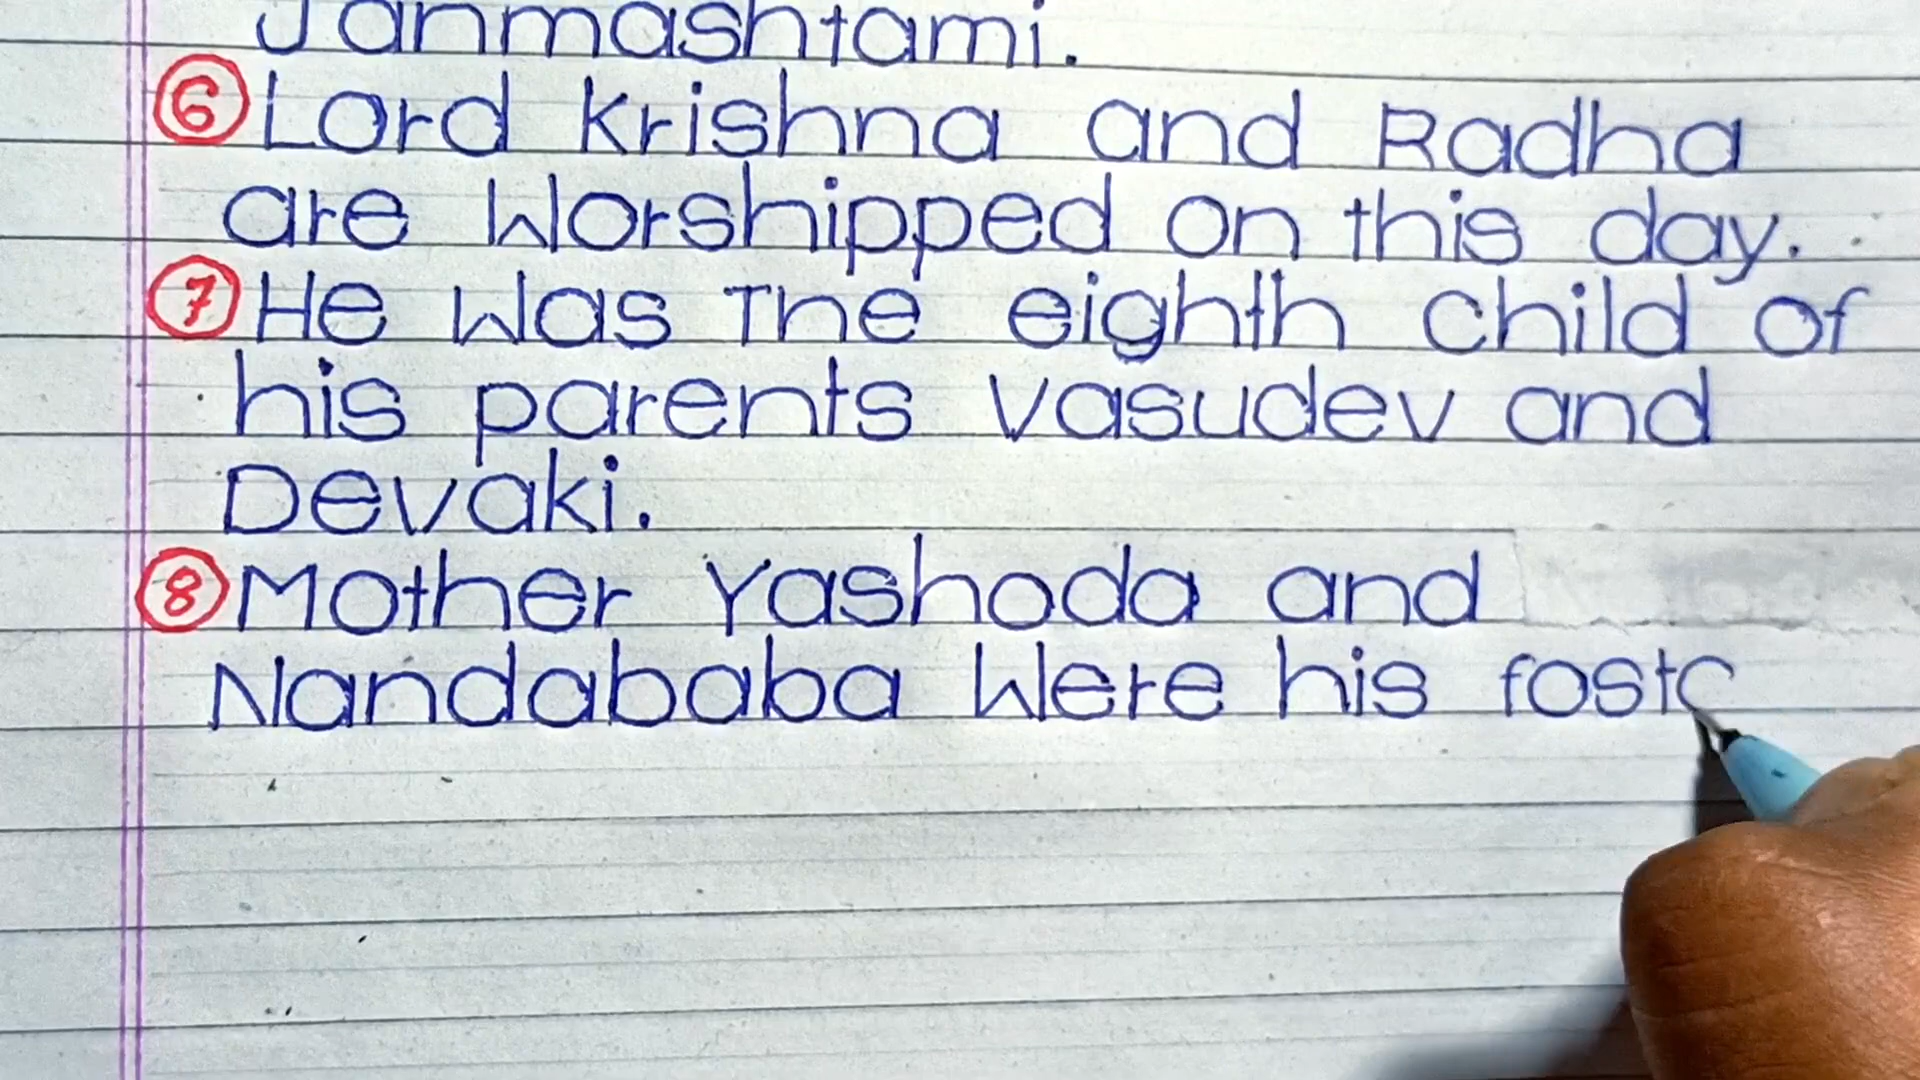 Janmashtami.
⑥ Lord Krishna and Radha
are Worshipped on this day.
⑦ He Was The eighth Child of
his parents Vasudev and
Devaki.
⑧ Mother Yashoda and
Nandababa Were his foste